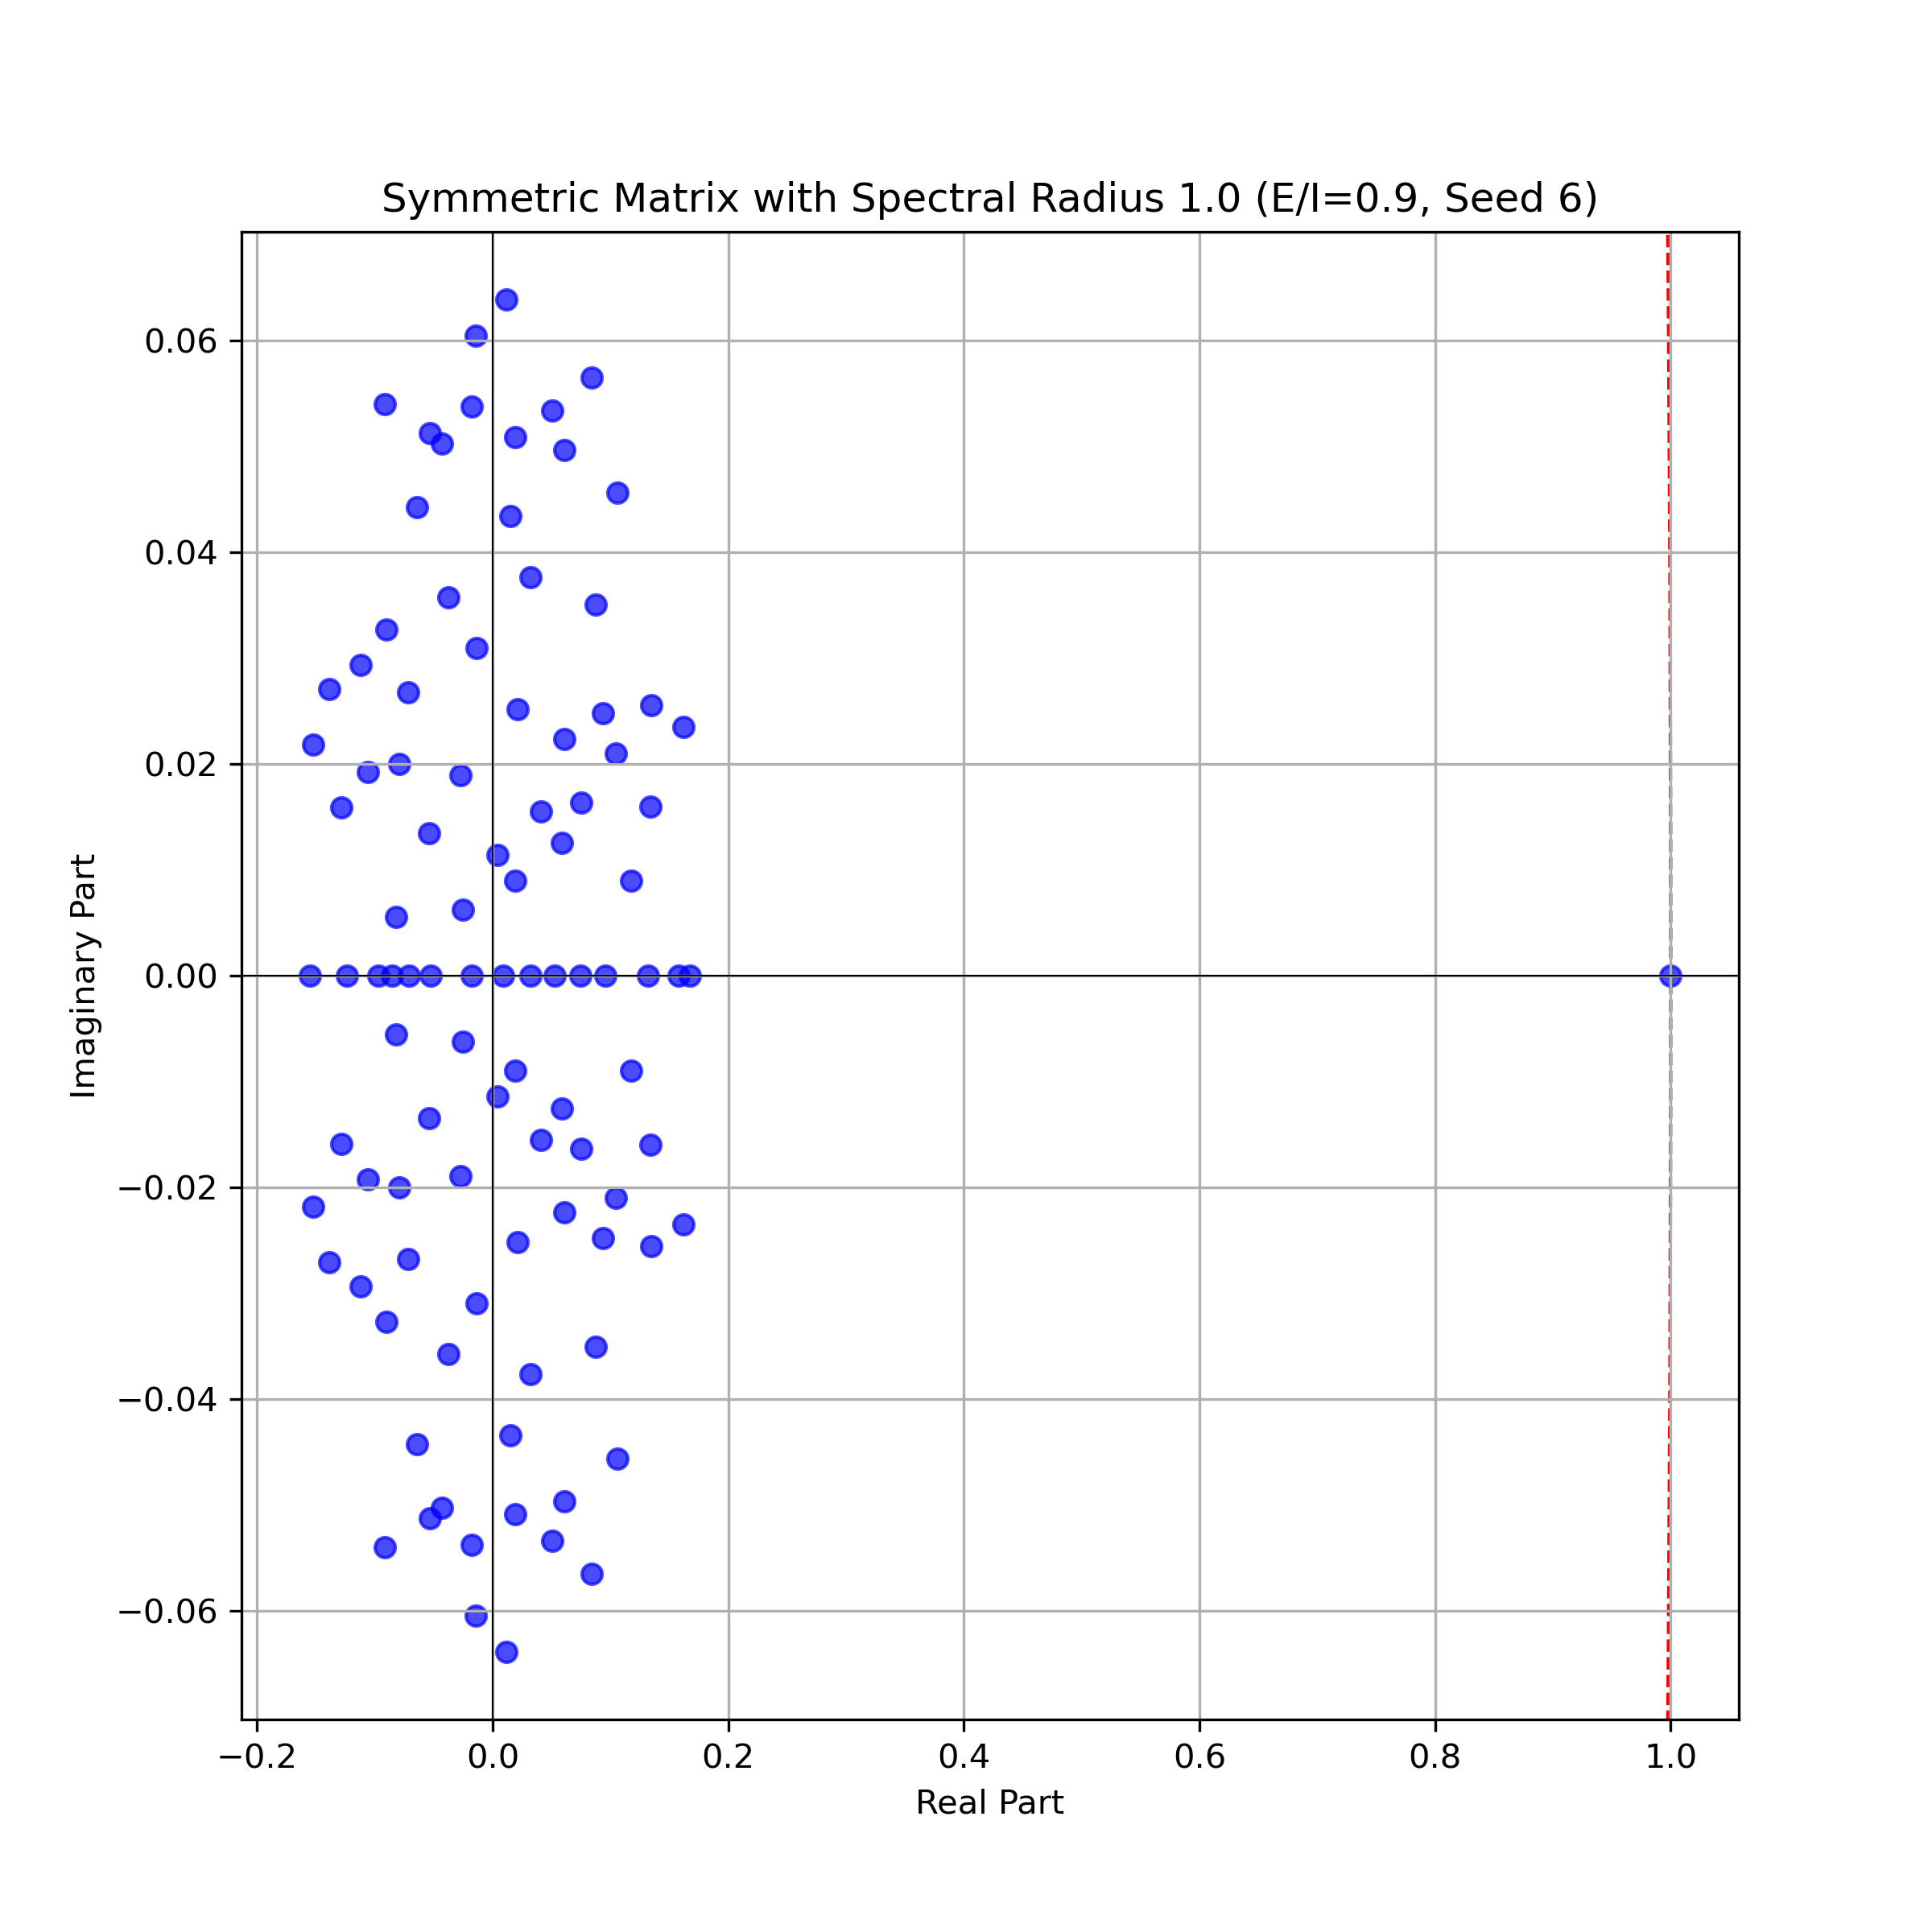 Symmetric Matrix with Spectral Radius 1.0 (E/I=0.9, Seed 6)
Imaginary Part
0.06
0.04
0.02
0.00
−0.02
−0.04
−0.06
−0.2 0.0 0.2 0.4 0.6 0.8 1.0
Real Part